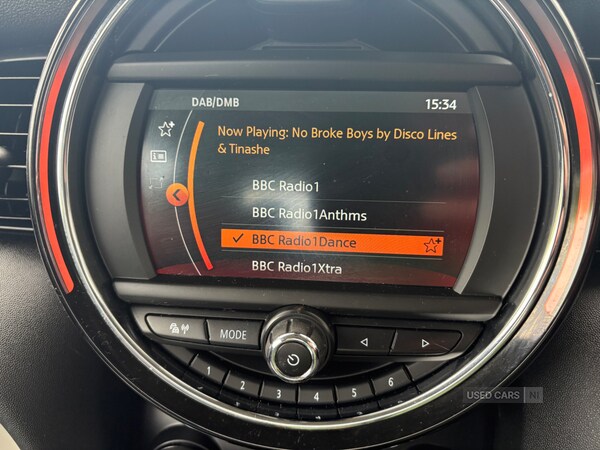 DAB/DMB 15:34
Now Playing: No Broke Boys by Disco Lines
& Tinashe
BBC Radio1
BBC Radio1Anthms
BBC Radio1Dance
BBC Radio1Xtra
MODE
1 2 3 4 5 6
USED CARS NI